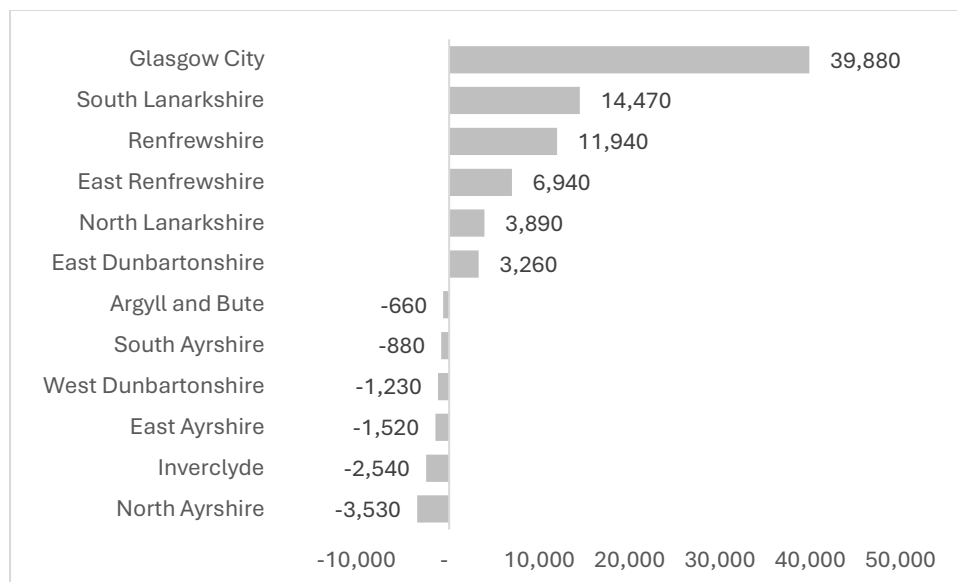 Glasgow City 39,880
South Lanarkshire 14,470
Renfrewshire 11,940
East Renfrewshire 6,940
North Lanarkshire 3,890
East Dunbartonshire 3,260
Argyll and Bute -660
South Ayrshire -880
West Dunbartonshire -1,230
East Ayrshire -1,520
Inverclyde -2,540
North Ayrshire -3,530
-10,000 - 10,000 20,000 30,000 40,000 50,000